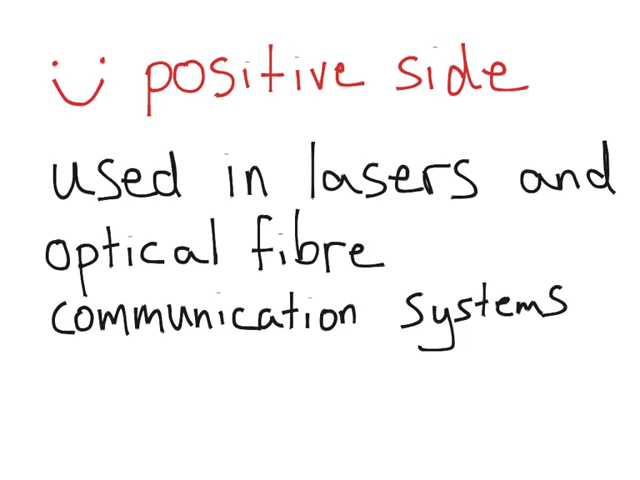 positive side
used in lasers and
optical fibre
communication systems